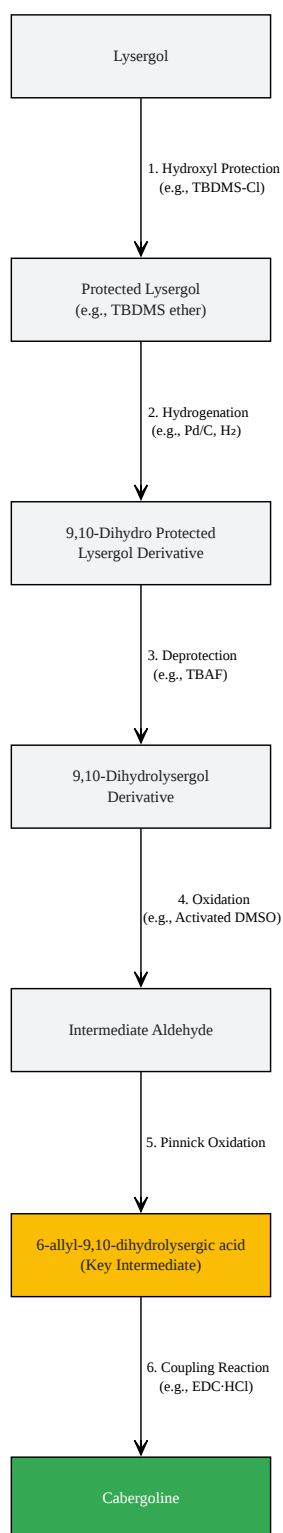 Lysergol
1. Hydroxyl Protection
(e.g., TBDMS-Cl)
Protected Lysergol
(e.g., TBDMS ether)
2. Hydrogenation
(e.g., Pd/C, H₂)
9,10-Dihydro Protected
Lysergol Derivative
3. Deprotection
(e.g., TBAF)
9,10-Dihydrolysergol
Derivative
4. Oxidation
(e.g., Activated DMSO)
Intermediate Aldehyde
5. Pinnick Oxidation
6-allyl-9,10-dihydrolysergic acid
(Key Intermediate)
6. Coupling Reaction
(e.g., EDC·HCl)
Cabergoline